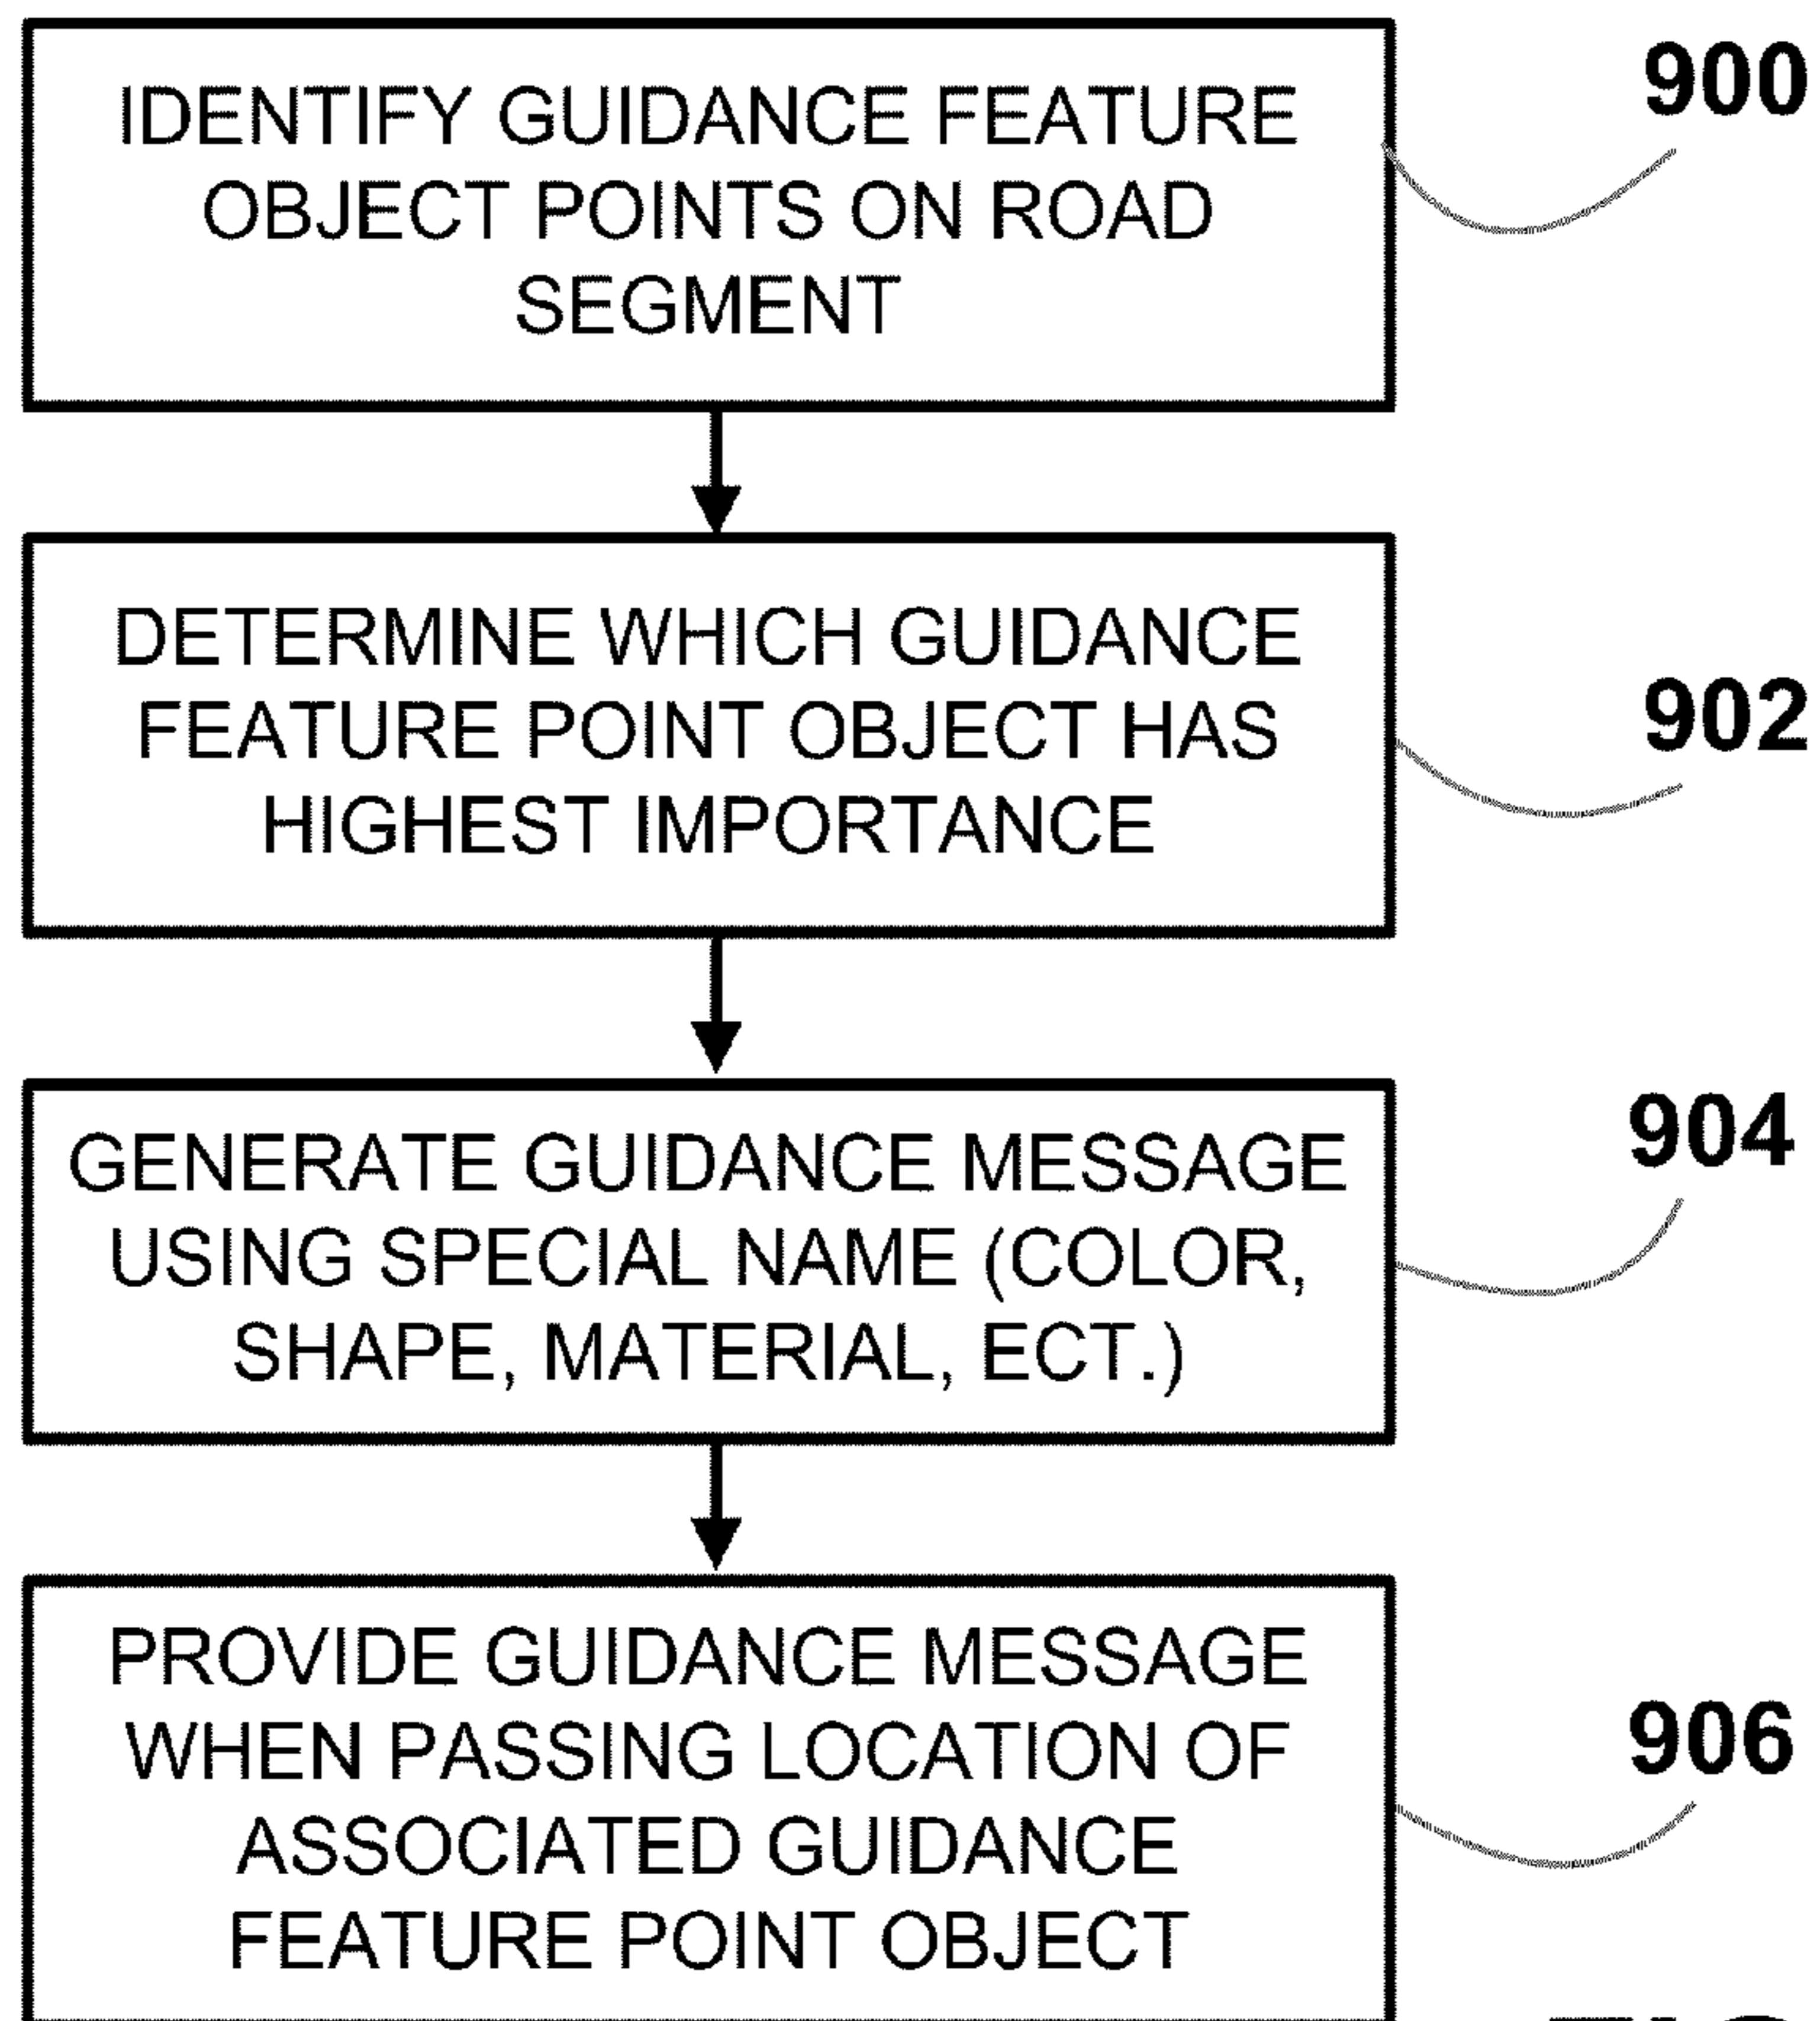 IDENTIFY GUIDANCE FEATURE
OBJECT POINTS ON ROAD
SEGMENT
900
DETERMINE WHICH GUIDANCE
FEATURE POINT OBJECT HAS
HIGHEST IMPORTANCE
902
GENERATE GUIDANCE MESSAGE
USING SPECIAL NAME (COLOR,
SHAPE, MATERIAL, ECT.)
904
PROVIDE GUIDANCE MESSAGE
WHEN PASSING LOCATION OF
ASSOCIATED GUIDANCE
FEATURE POINT OBJECT
906